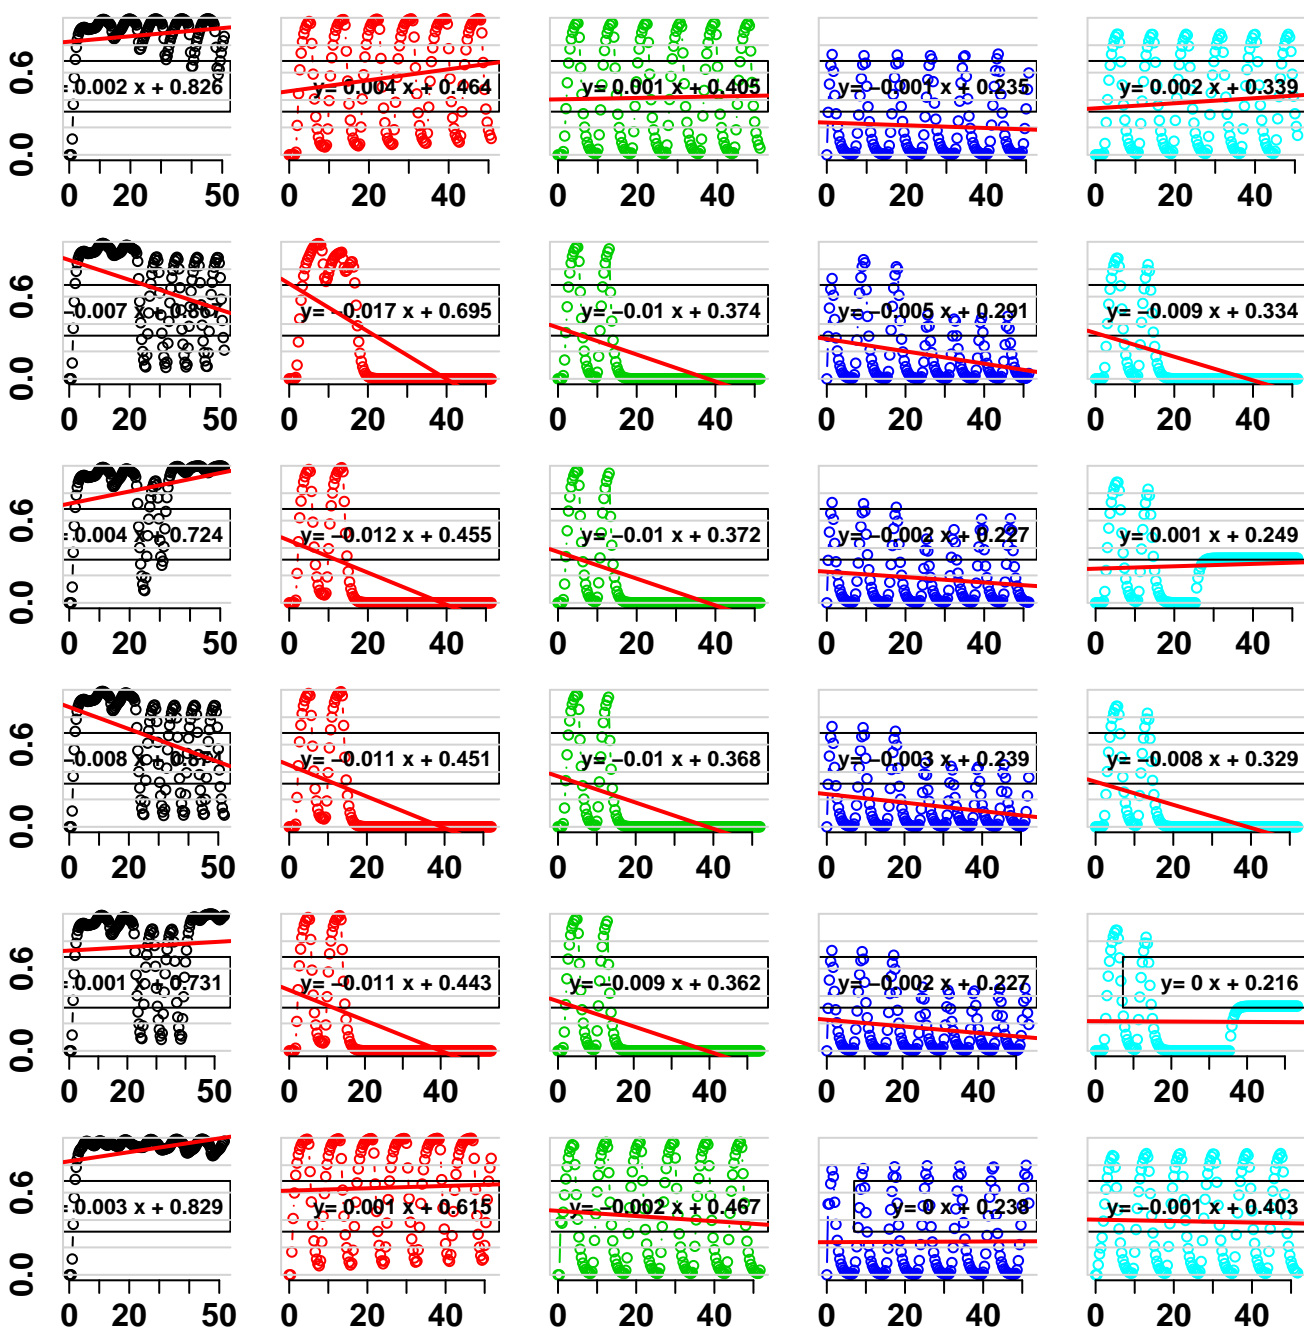 0.6
0.0
= 0.002 x + 0.826
y= 0.004 x + 0.464
y= 0.001 x + 0.405
y= −0.001 x + 0.235
y= 0.002 x + 0.339
0 20 50
0 20 40
0 20 40
0 20 40
0 20 40
0.6
0.0
−0.007 x + 0.867
y= −0.017 x + 0.695
y= −0.01 x + 0.374
y= −0.005 x + 0.291
y= −0.009 x + 0.334
0 20 50
0 20 40
0 20 40
0 20 40
0 20 40
0.6
0.0
= 0.004 x + 0.724
y= −0.012 x + 0.455
y= −0.01 x + 0.372
y= −0.002 x + 0.227
y= 0.001 x + 0.249
0 20 50
0 20 40
0 20 40
0 20 40
0 20 40
0.6
0.0
−0.008 x +
y= −0.011 x + 0.451
y= −0.01 x + 0.368
y= −0.003 x + 0.239
y= −0.008 x + 0.329
0 20 50
0 20 40
0 20 40
0 20 40
0 20 40
0.6
0.0
= 0.001 x + 0.731
y= −0.011 x + 0.443
y= −0.009 x + 0.362
y= −0.002 x + 0.227
y= 0 x + 0.216
0 20 50
0 20 40
0 20 40
0 20 40
0 20 40
0.6
0.0
= 0.003 x + 0.829
y= 0.001 x + 0.615
y= −0.002 x + 0.467
y= 0 x + 0.238
y= −0.001 x + 0.403
0 20 50
0 20 40
0 20 40
0 20 40
0 20 40